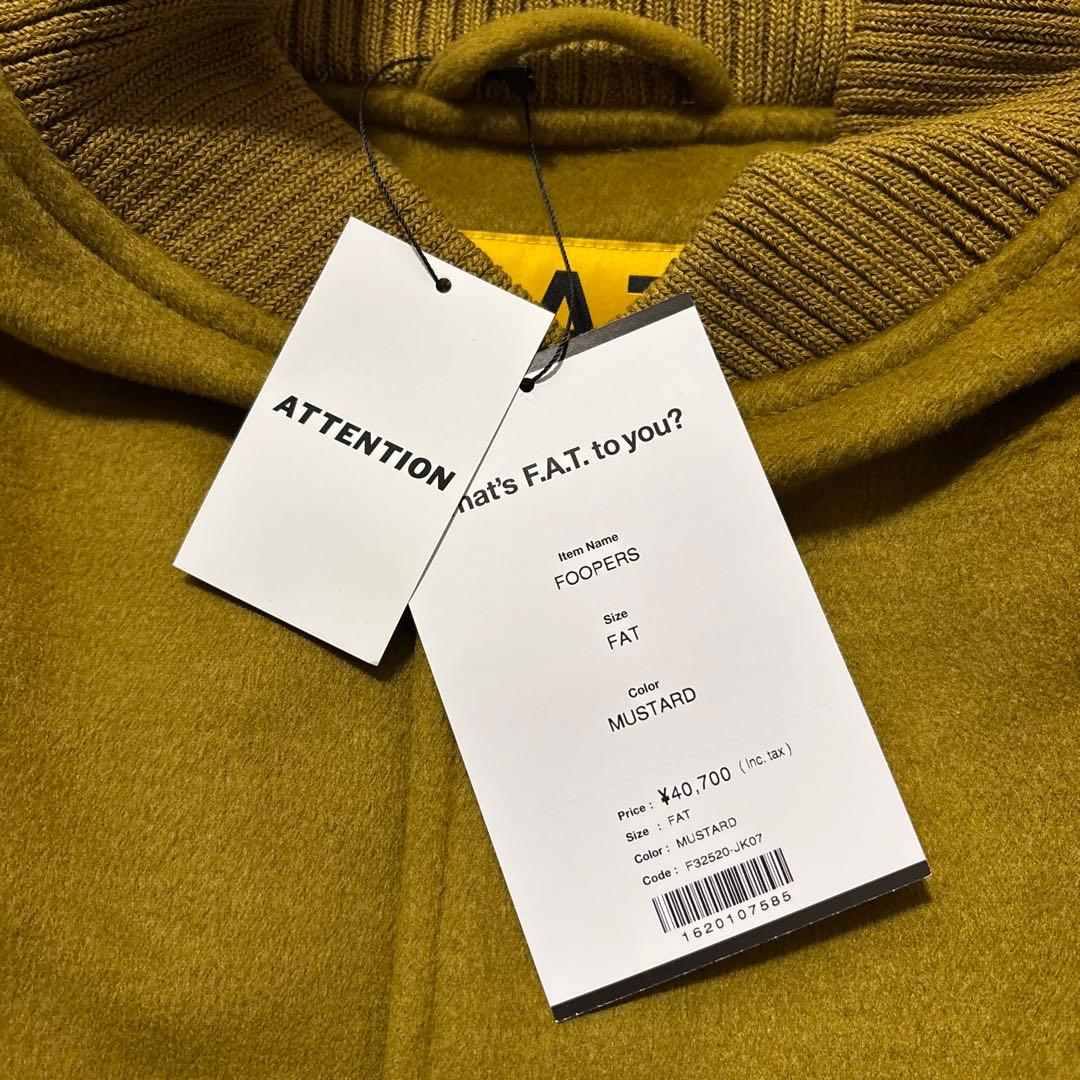 ATTENTION
hat's F.A.T. to you?
Item Name
FOOPERS
Size
FAT
Color
MUSTARD
Price : ¥40,700 (Inc. tax)
Size : FAT
Color : MUSTARD
Code : F32520-JK07
1620107585